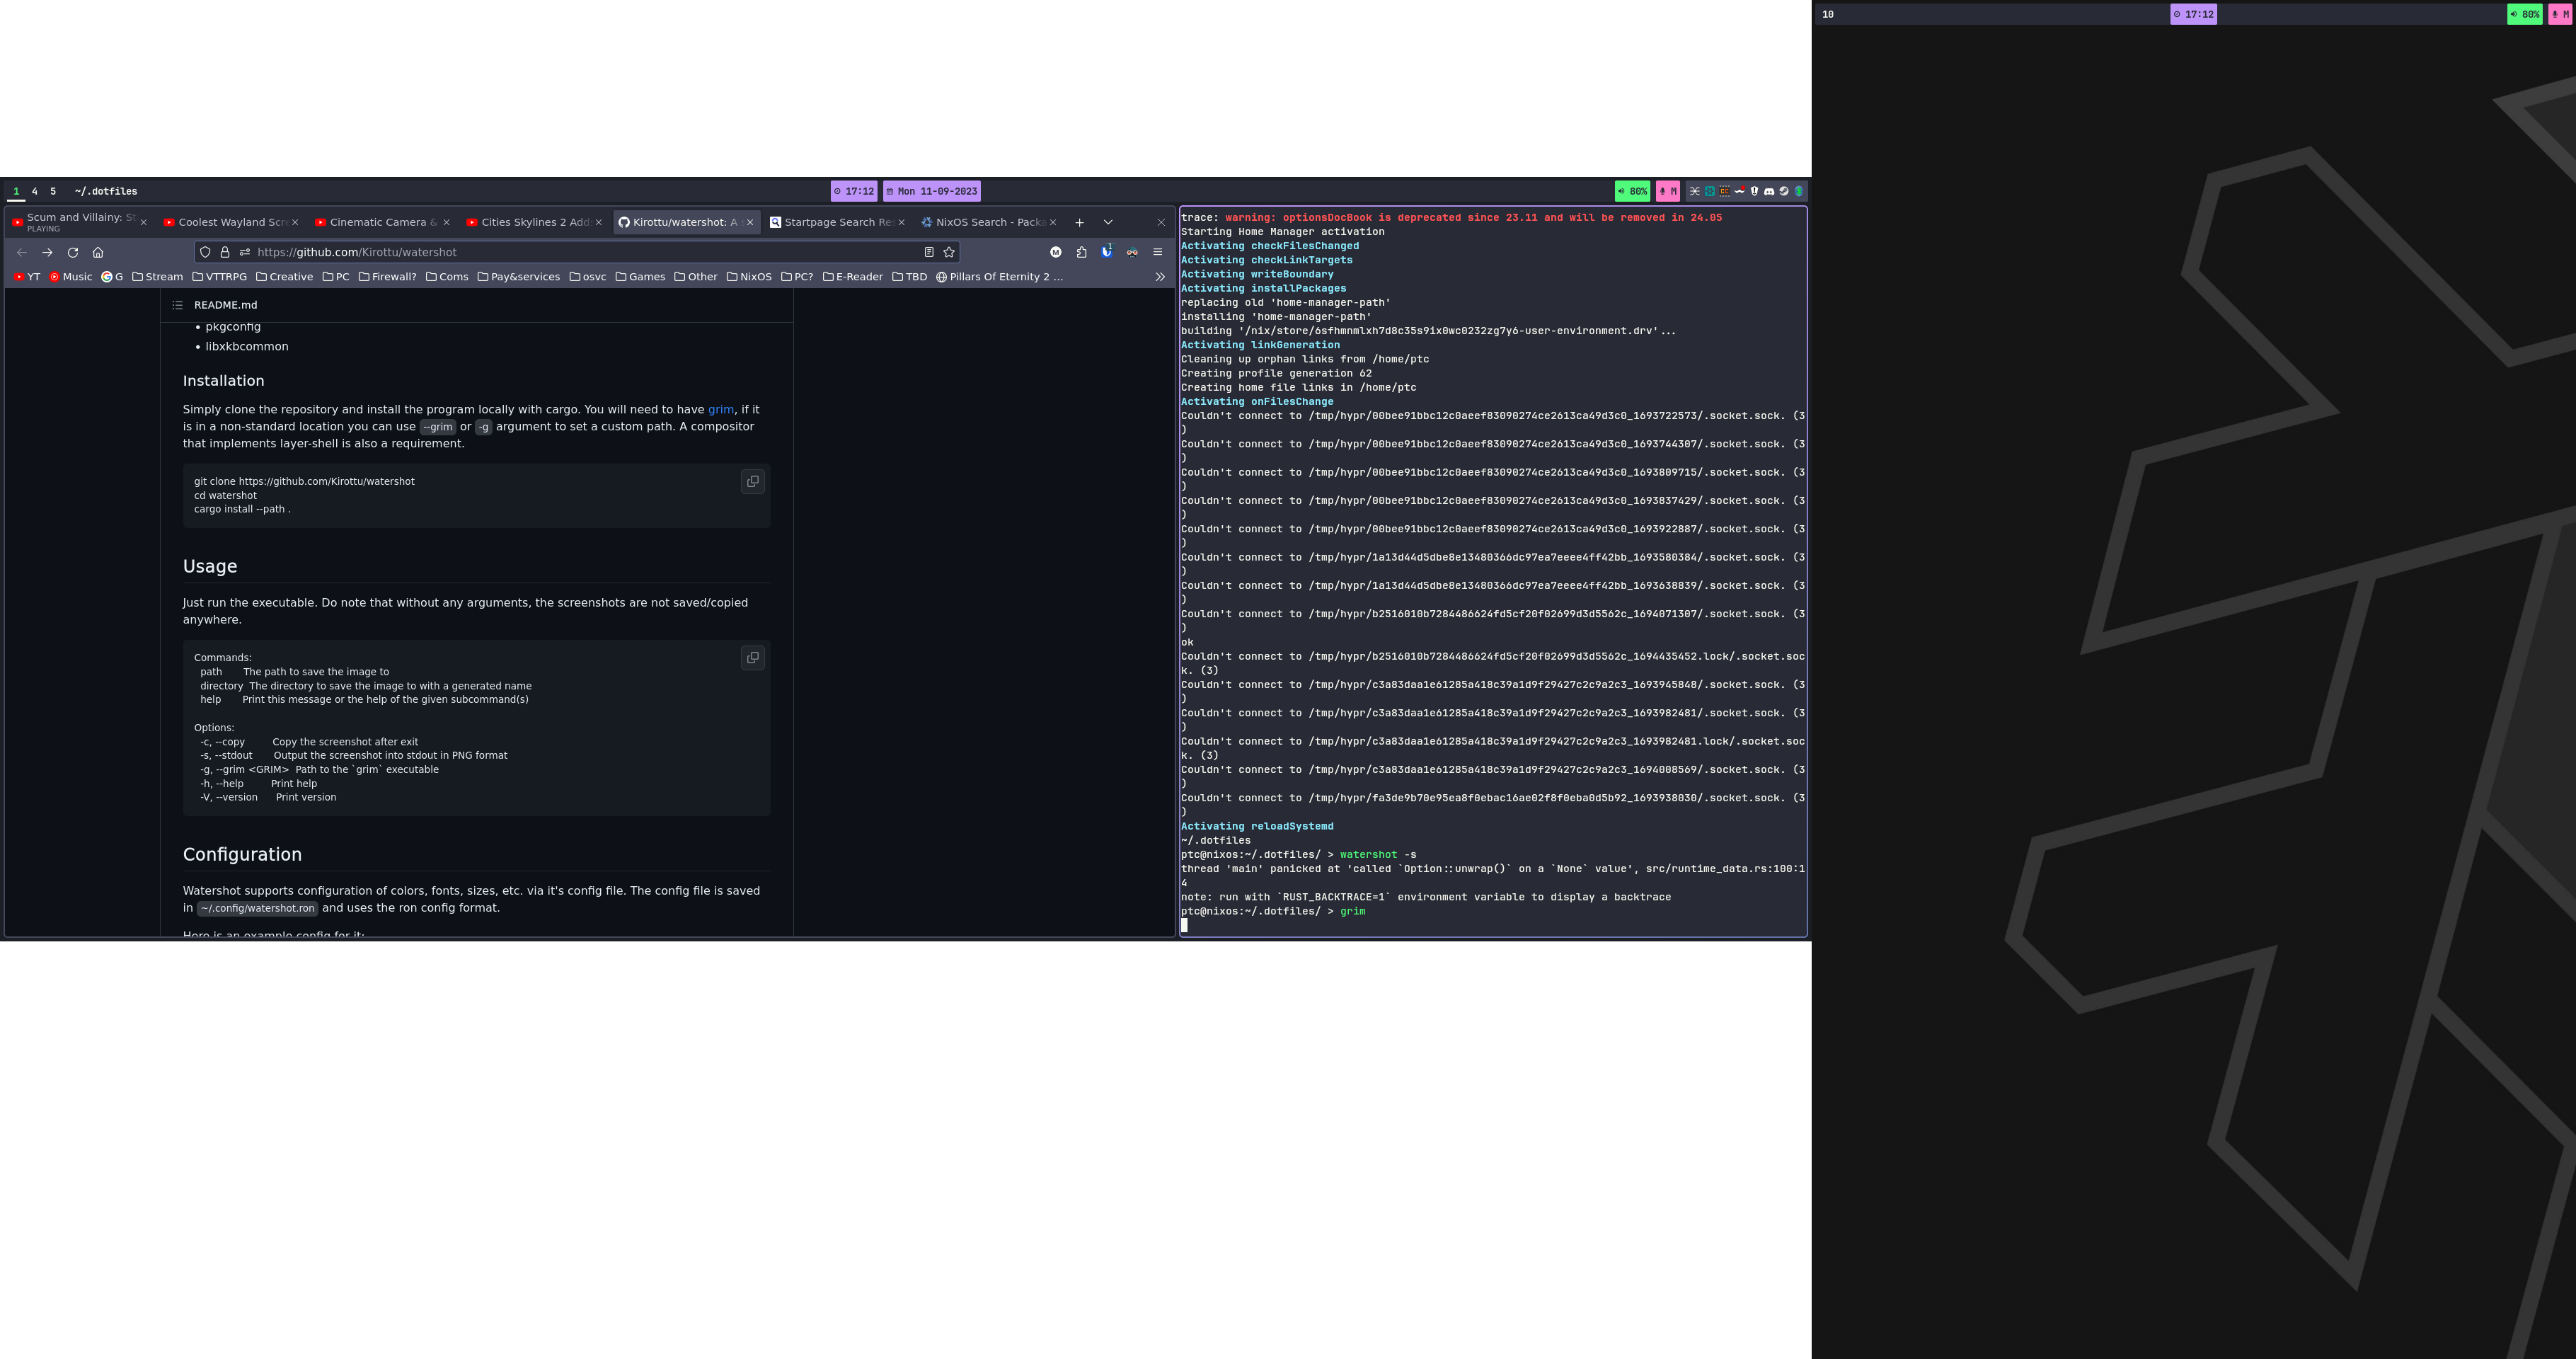 1 4 5 ~/.dotfiles
17:12 Mon 11-09-2023
80% M
Scum and Villainy: St
PLAYING
Coolest Wayland Scre
Cinematic Camera &
Cities Skylines 2 Add
Kirottu/watershot: A
Startpage Search Re
NixOS Search - Packa
https://github.com/Kirottu/watershot
YT Music G Stream VTTRPG Creative PC Firewall? Coms Pay&services osvc Games Other NixOS PC? E-Reader TBD Pillars Of Eternity 2 …
README.md
• pkgconfig
• libxkbcommon
Installation
Simply clone the repository and install the program locally with cargo. You will need to have grim, if it
is in a non-standard location you can use --grim or -g argument to set a custom path. A compositor
that implements layer-shell is also a requirement.
git clone https://github.com/Kirottu/watershot
cd watershot
cargo install --path .
Usage
Just run the executable. Do note that without any arguments, the screenshots are not saved/copied
anywhere.
Commands:
path The path to save the image to
directory The directory to save the image to with a generated name
help Print this message or the help of the given subcommand(s)
Options:
-c, --copy Copy the screenshot after exit
-s, --stdout Output the screenshot into stdout in PNG format
-g, --grim <GRIM> Path to the `grim` executable
-h, --help Print help
-V, --version Print version
Configuration
Watershot supports configuration of colors, fonts, sizes, etc. via it's config file. The config file is saved
in ~/.config/watershot.ron and uses the ron config format.
Here is an example config for it:
trace: warning: optionsDocBook is deprecated since 23.11 and will be removed in 24.05
Starting Home Manager activation
Activating checkFilesChanged
Activating checkLinkTargets
Activating writeBoundary
Activating installPackages
replacing old 'home-manager-path'
installing 'home-manager-path'
building '/nix/store/6sfhmnmlxh7d8c35s9ix0wc0232zg7y6-user-environment.drv'...
Activating linkGeneration
Cleaning up orphan links from /home/ptc
Creating profile generation 62
Creating home file links in /home/ptc
Activating onFilesChange
Couldn't connect to /tmp/hypr/00bee91bbc12c0aeef83090274ce2613ca49d3c0_1693722573/.socket.sock. (3
)
Couldn't connect to /tmp/hypr/00bee91bbc12c0aeef83090274ce2613ca49d3c0_1693744307/.socket.sock. (3
)
Couldn't connect to /tmp/hypr/00bee91bbc12c0aeef83090274ce2613ca49d3c0_1693809715/.socket.sock. (3
)
Couldn't connect to /tmp/hypr/00bee91bbc12c0aeef83090274ce2613ca49d3c0_1693837429/.socket.sock. (3
)
Couldn't connect to /tmp/hypr/00bee91bbc12c0aeef83090274ce2613ca49d3c0_1693922887/.socket.sock. (3
)
Couldn't connect to /tmp/hypr/1a13d44d5dbe8e13480366dc97ea7eeee4ff42bb_1693580384/.socket.sock. (3
)
Couldn't connect to /tmp/hypr/1a13d44d5dbe8e13480366dc97ea7eeee4ff42bb_1693638839/.socket.sock. (3
)
Couldn't connect to /tmp/hypr/b2516010b7284486624fd5cf20f02699d3d5562c_1694071307/.socket.sock. (3
)
ok
Couldn't connect to /tmp/hypr/b2516010b7284486624fd5cf20f02699d3d5562c_1694435452.lock/.socket.soc
k. (3)
Couldn't connect to /tmp/hypr/c3a83daa1e61285a418c39a1d9f29427c2c9a2c3_1693945848/.socket.sock. (3
)
Couldn't connect to /tmp/hypr/c3a83daa1e61285a418c39a1d9f29427c2c9a2c3_1693982481/.socket.sock. (3
)
Couldn't connect to /tmp/hypr/c3a83daa1e61285a418c39a1d9f29427c2c9a2c3_1693982481.lock/.socket.soc
k. (3)
Couldn't connect to /tmp/hypr/c3a83daa1e61285a418c39a1d9f29427c2c9a2c3_1694008569/.socket.sock. (3
)
Couldn't connect to /tmp/hypr/fa3de9b70e95ea8f0ebac16ae02f8f0eba0d5b92_1693938030/.socket.sock. (3
)
Activating reloadSystemd
~/.dotfiles
ptc@nixos:~/.dotfiles/ > watershot -s
thread 'main' panicked at 'called `Option::unwrap()` on a `None` value', src/runtime_data.rs:100:1
4
note: run with `RUST_BACKTRACE=1` environment variable to display a backtrace
ptc@nixos:~/.dotfiles/ > grim
10
17:12
80% M